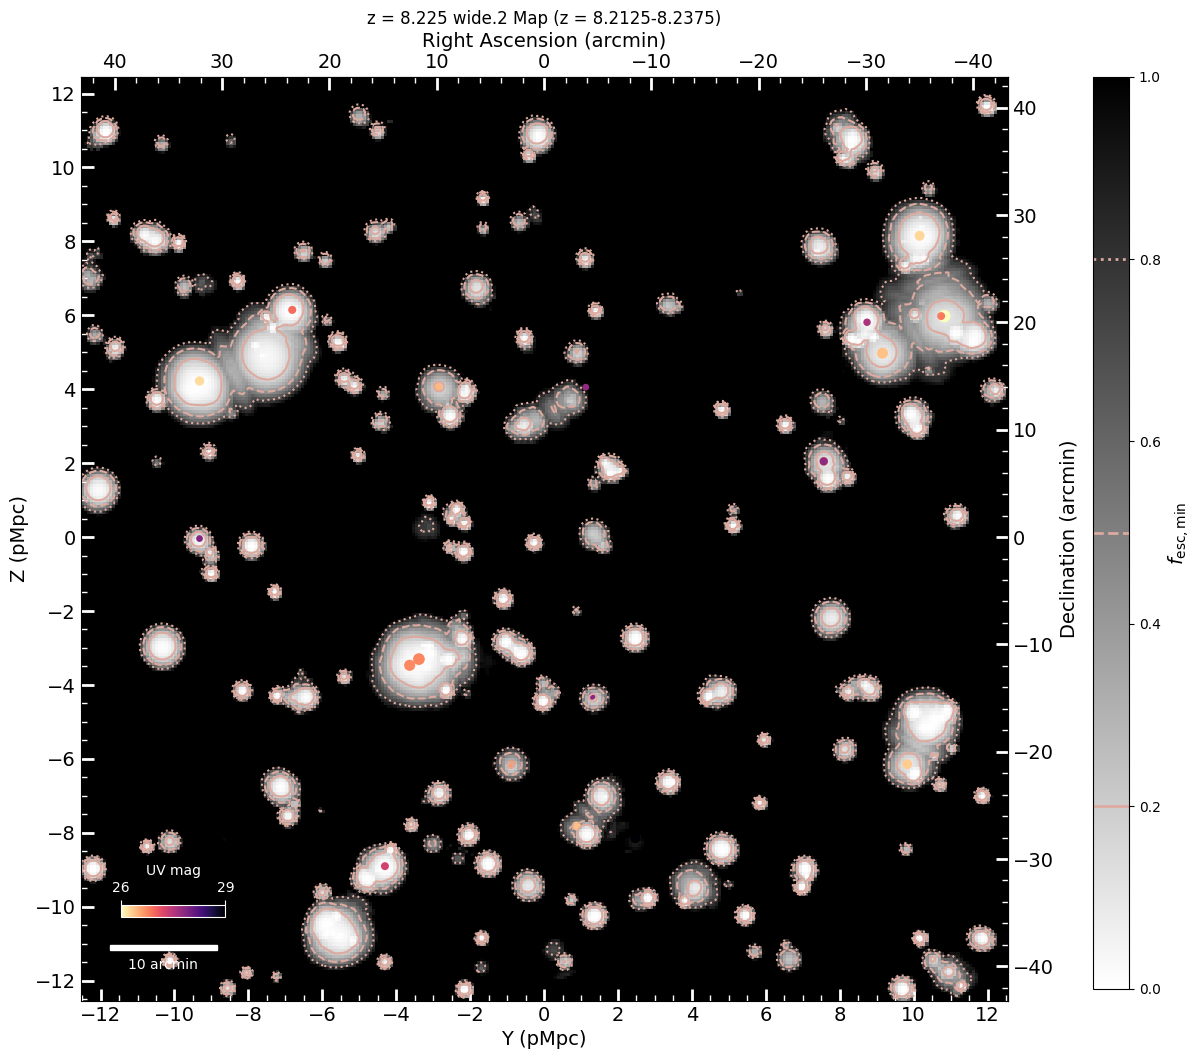 z = 8.225 wide.2 Map (z = 8.2125-8.2375)
Right Ascension (arcmin)
40 30 20 10 0 −10 −20 −30 −40
12
10
8
6
4
2
0
−2
−4
−6
−8
−10
−12
Z (pMpc)
40
30
20
10
0
−10
−20
−30
−40
Declination (arcmin)
1.0
0.8
0.6
0.4
0.2
0.0
fesc,min
UV mag
26 29
10 arcmin
−12 −10 −8 −6 −4 −2 0 2 4 6 8 10 12
Y (pMpc)